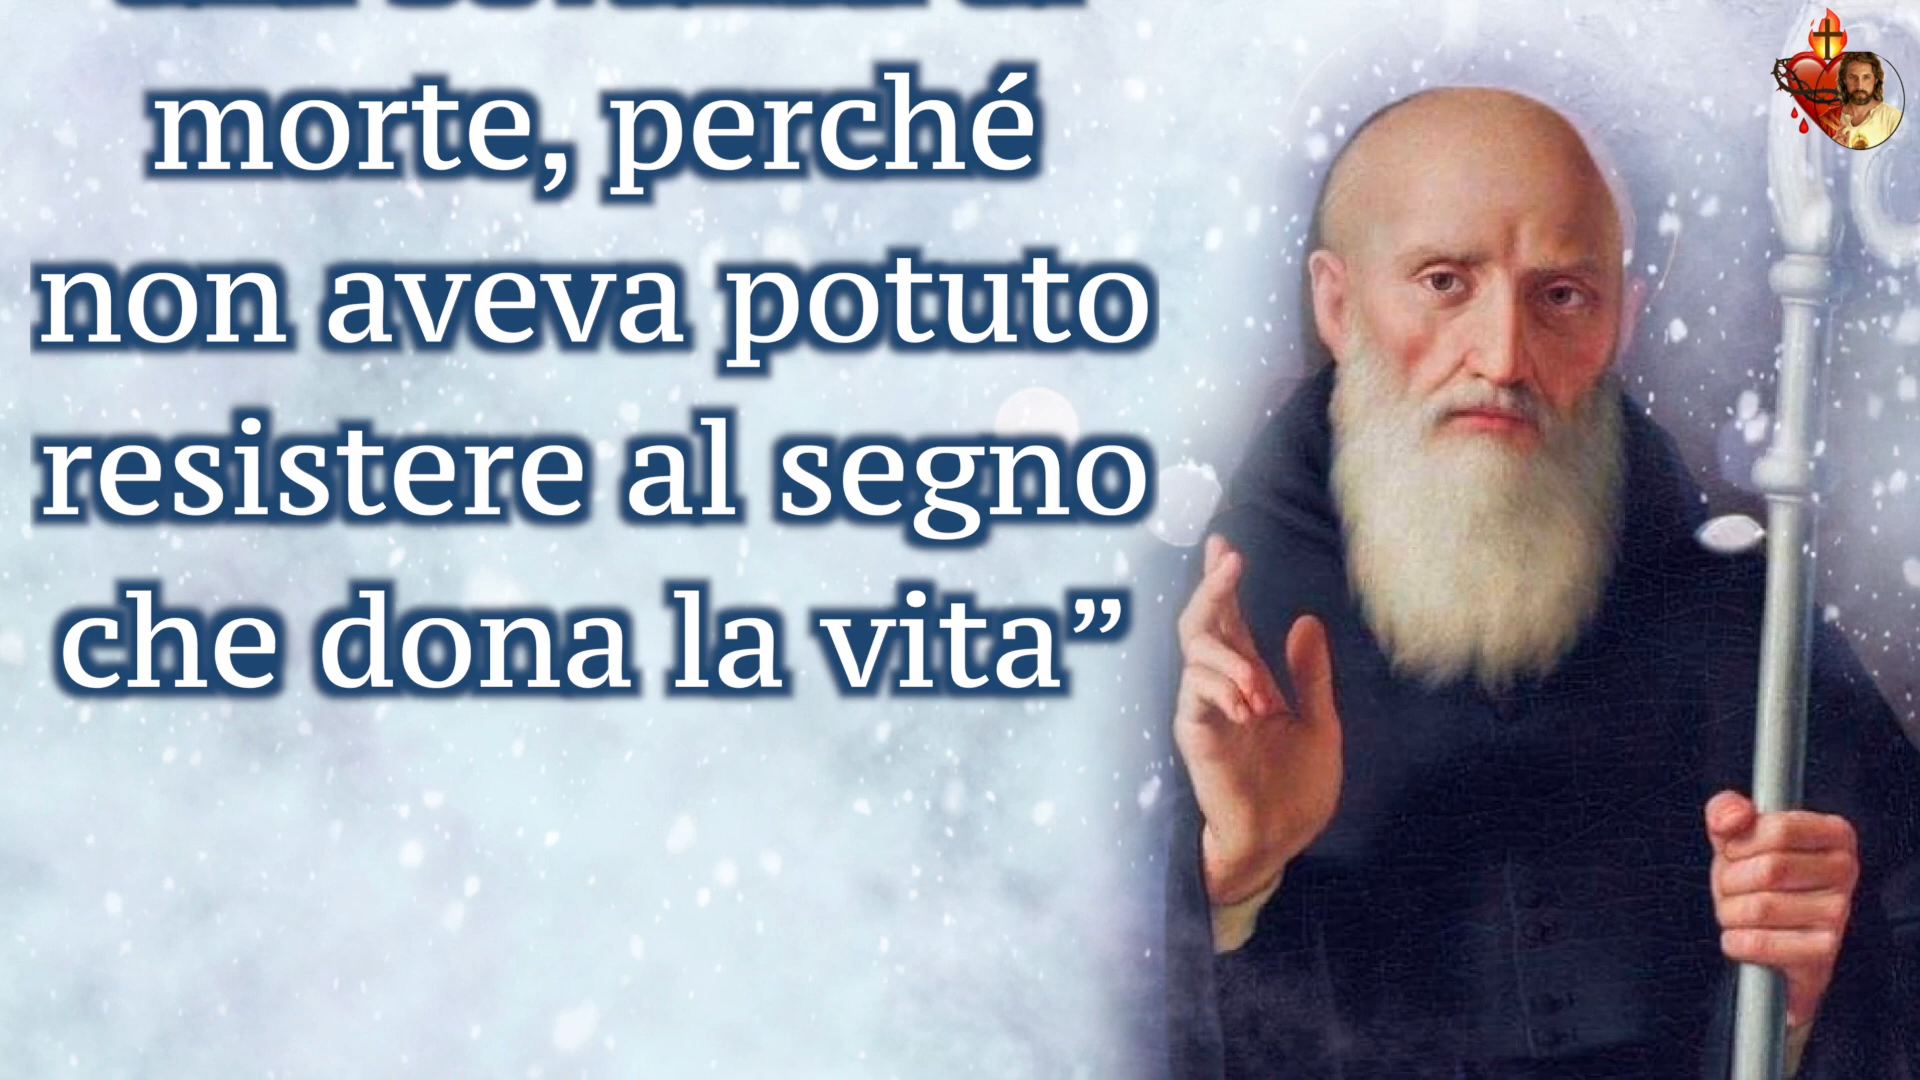 morte, perché
non aveva potuto
resistere al segno
che dona la vita”